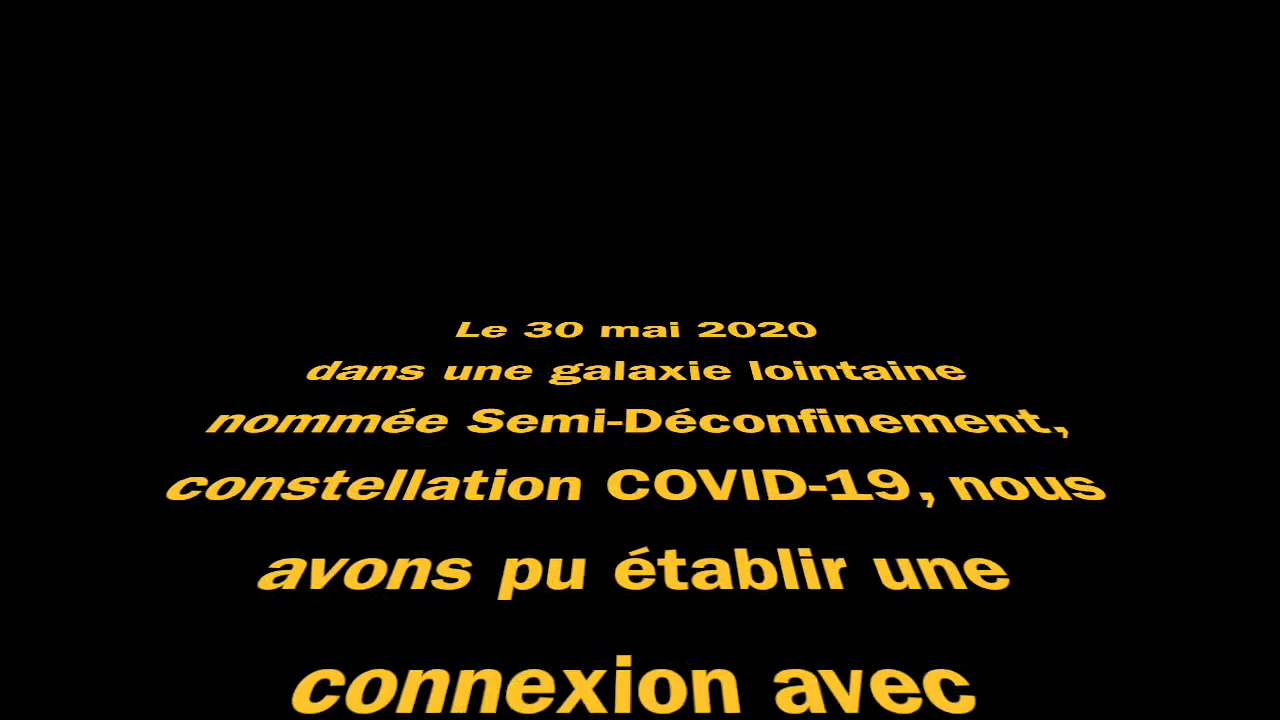 Le 30 mai 2020
dans une galaxie lointaine
nommée Semi-Déconfinement,
constellation COVID-19, nous
avons pu établir une
connexion avec